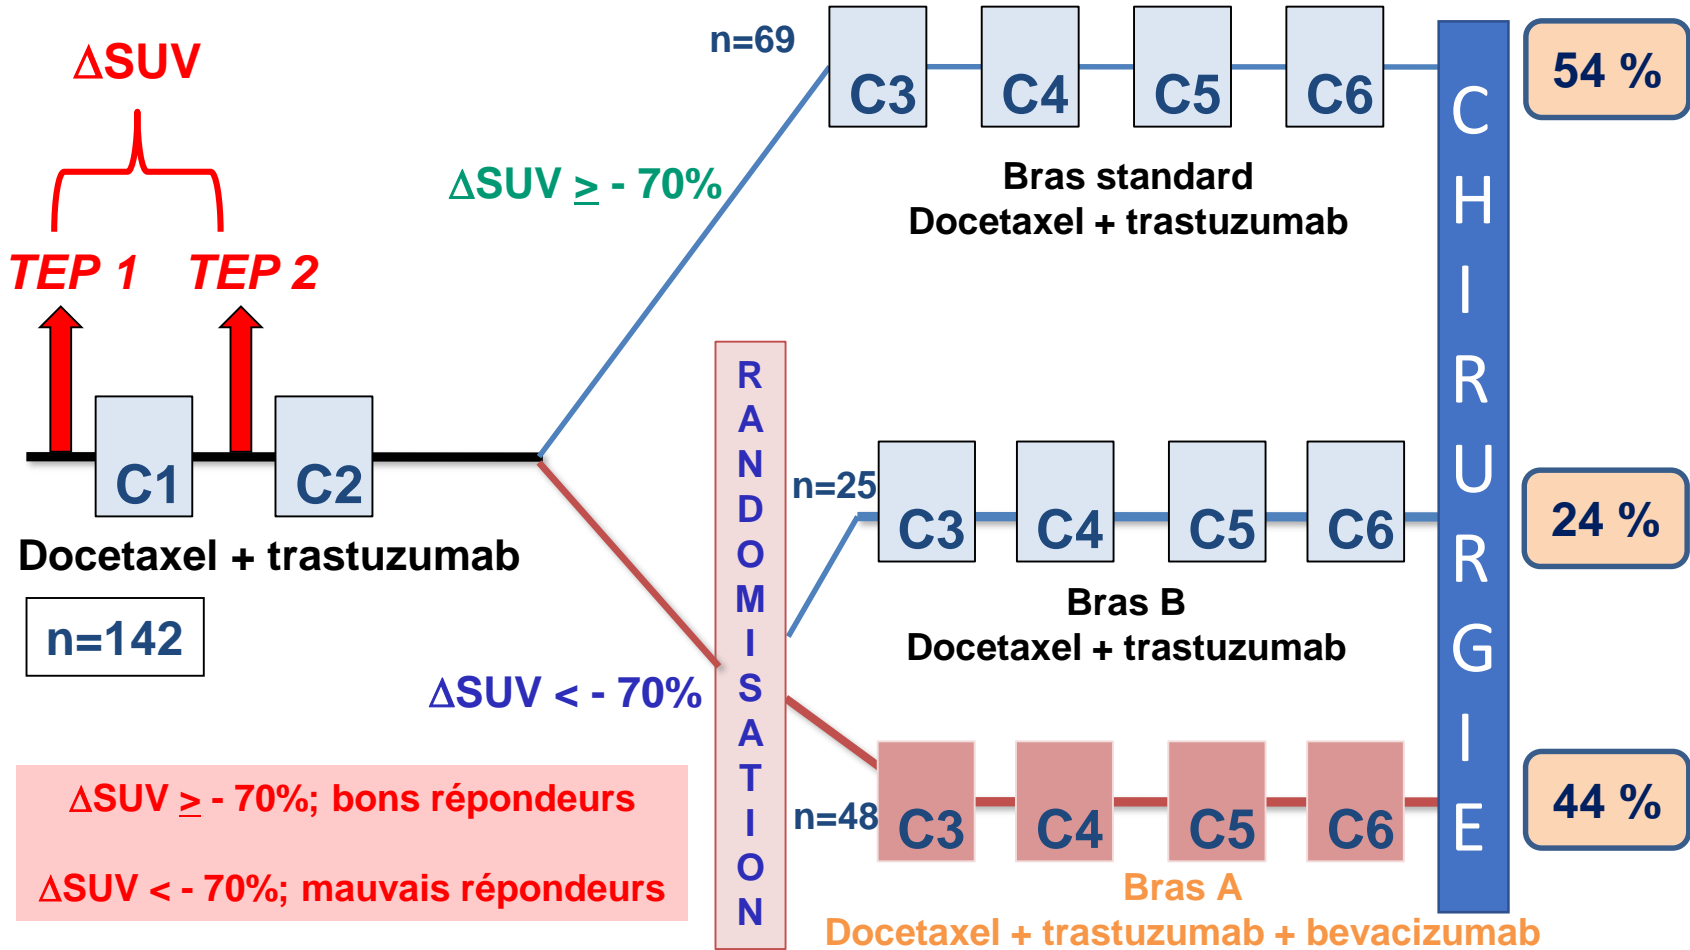 ΔSUV
TEP 1
TEP 2
C1
C2
Docetaxel + trastuzumab
n=142
ΔSUV ≥ - 70%
n=69
C3
C4
C5
C6
Bras standard
Docetaxel + trastuzumab
54 %
ΔSUV < - 70%
RANDOMISATION
n=25
C3
C4
C5
C6
Bras B
Docetaxel + trastuzumab
24 %
n=48
C3
C4
C5
C6
Bras A
Docetaxel + trastuzumab + bevacizumab
44 %
CHIRURGIE
ΔSUV ≥ - 70%; bons répondeurs
ΔSUV < - 70%; mauvais répondeurs